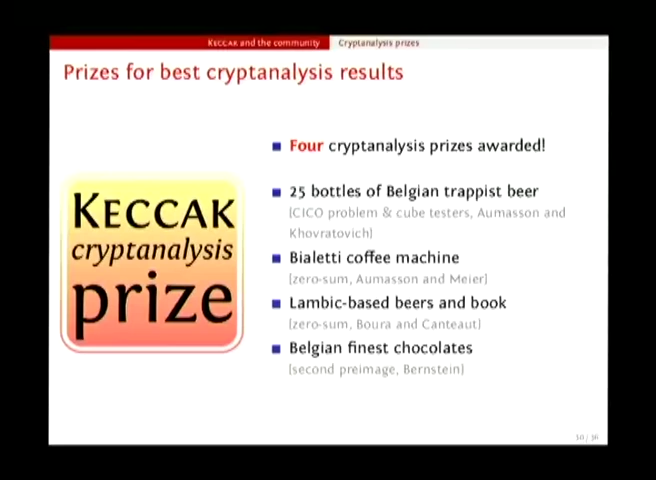 KECCAK and the community
Cryptanalysis prizes
Prizes for best cryptanalysis results
KECCAK
cryptanalysis
prize
Four cryptanalysis prizes awarded!
25 bottles of Belgian trappist beer
[CICO problem & cube testers, Aumasson and
Khovratovich]
Bialetti coffee machine
[zero-sum, Aumasson and Meier]
Lambic-based beers and book
[zero-sum, Boura and Canteaut]
Belgian finest chocolates
[second preimage, Bernstein]